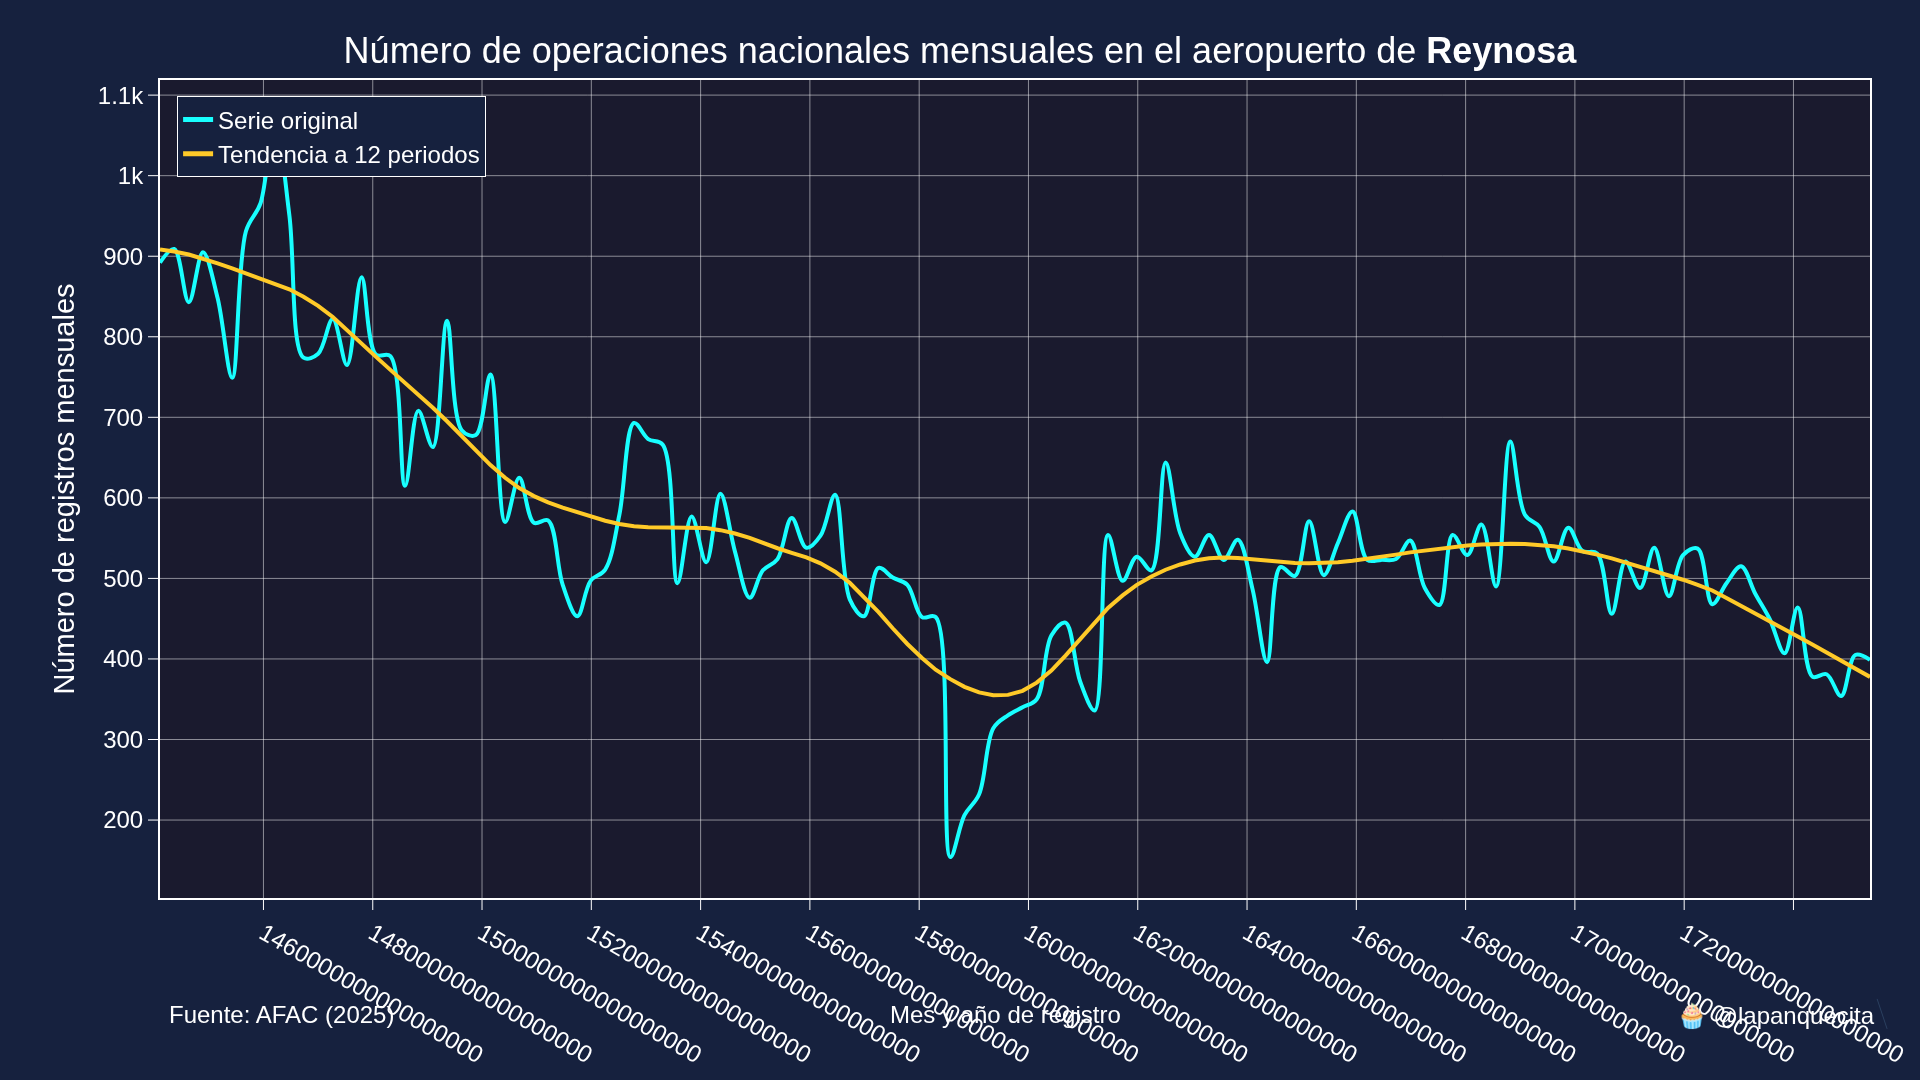 Número de operaciones nacionales mensuales en el aeropuerto de Reynosa
Serie original
Tendencia a 12 periodos
1.1k
1k
900
800
700
600
500
400
300
200
Número de registros mensuales
1460000000000000000
1480000000000000000
1500000000000000000
1520000000000000000
1540000000000000000
1560000000000000000
1580000000000000000
1600000000000000000
1620000000000000000
1640000000000000000
1660000000000000000
1680000000000000000
1700000000000000000
1720000000000000000
Fuente: AFAC (2025)
Mes y año de registro
🧁 @lapanquecita